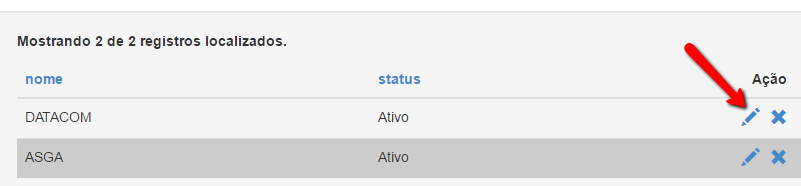 Mostrando 2 de 2 registros localizados.
nome status Ação
DATACOM Ativo
ASGA Ativo